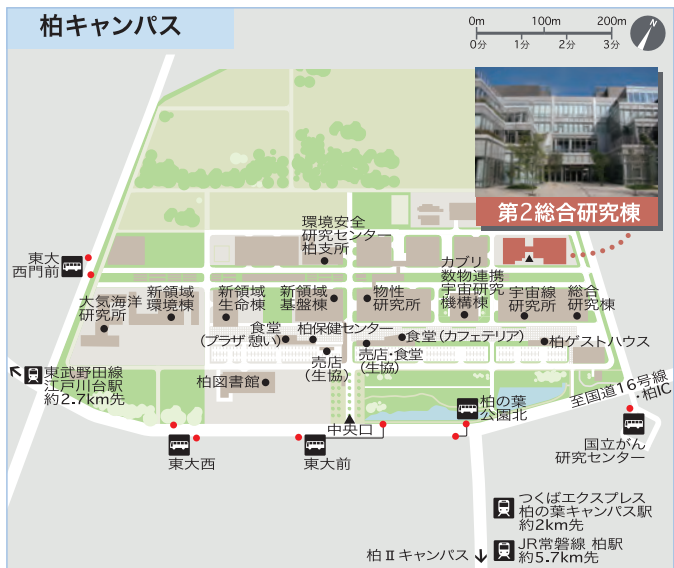 柏キャンパス
0m 100m 200m
0分 1分 2分 3分
N
第2総合研究棟
環境安全
研究センター
柏支所
東大
西門前
カブリ
数物連携
宇宙研究
機構棟
大気海洋
研究所
新領域
環境棟
新領域
生命棟
新領域
基盤棟
物性
研究所
宇宙線
研究所
総合
研究棟
食堂
(プラザ 憩い)
柏保健センター
売店
(生協)
売店・食堂
(生協)
食堂(カフェテリア)
柏ゲストハウス
東武野田線
江戸川台駅
約2.7km先
柏図書館
柏の葉
公園北
至国道16号線
・柏IC
中央口
東大西
東大前
国立がん
研究センター
つくばエクスプレス
柏の葉キャンパス駅
約2km先
柏Ⅱキャンパス
JR常磐線 柏駅
約5.7km先